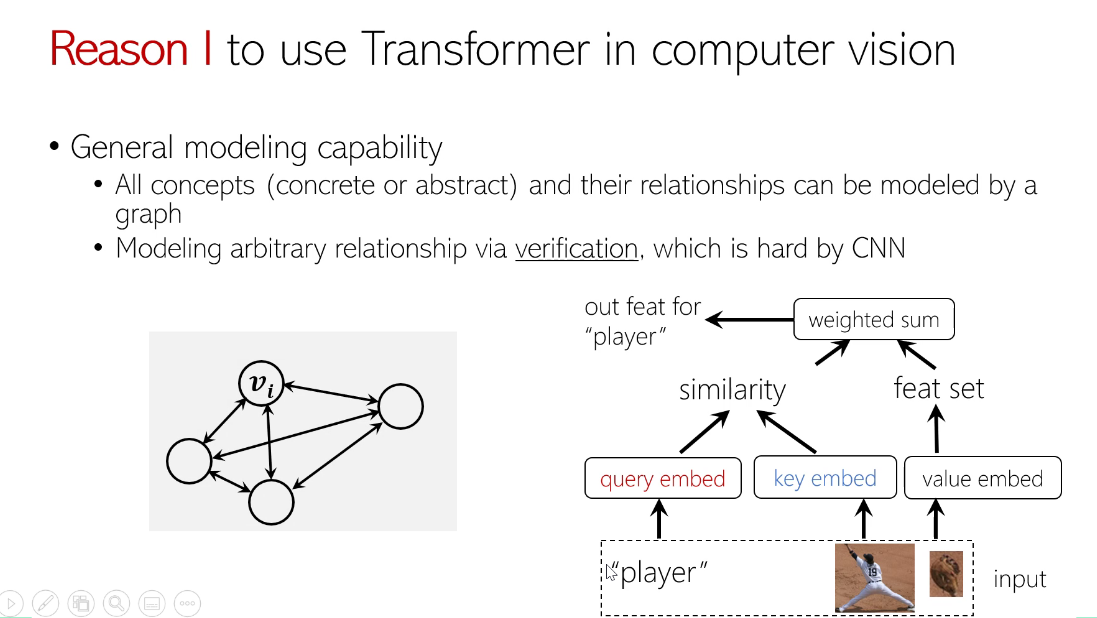 Reason I to use Transformer in computer vision
• General modeling capability
• All concepts (concrete or abstract) and their relationships can be modeled by a
graph
• Modeling arbitrary relationship via verification, which is hard by CNN
out feat for
“player”
weighted sum
similarity
feat set
query embed
key embed
value embed
“player”
19
input
v_i